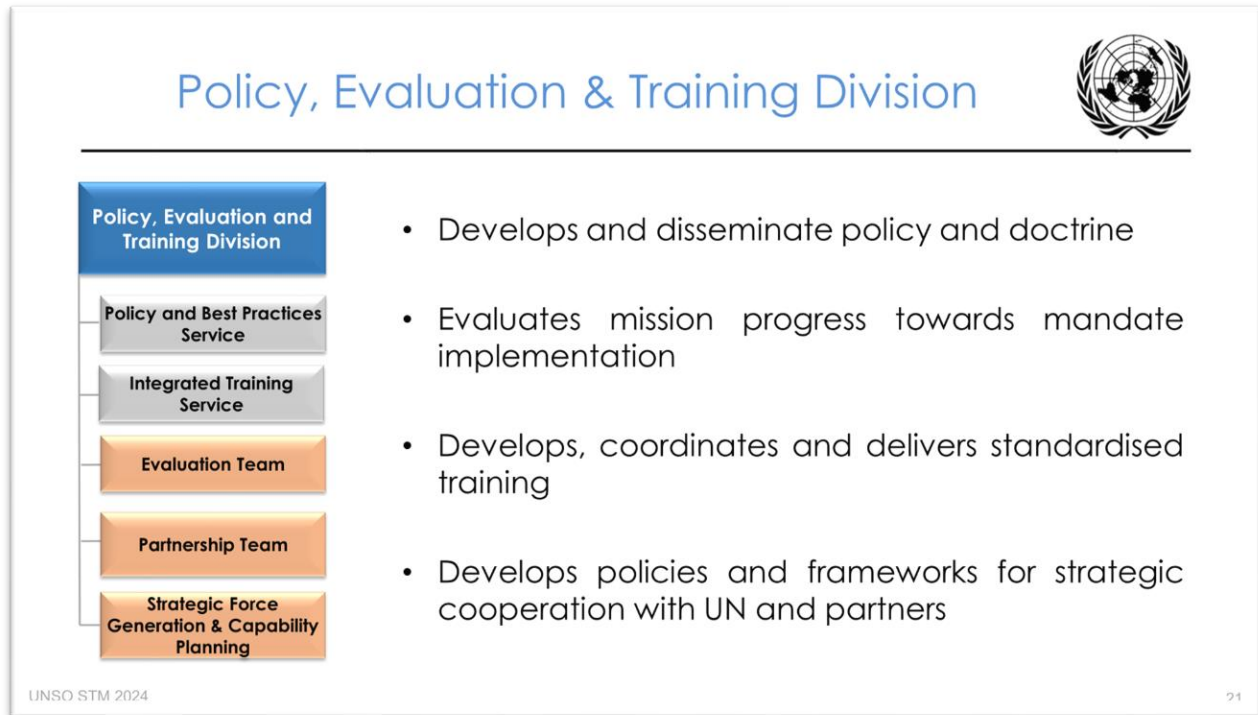 Policy, Evaluation & Training Division
Policy, Evaluation and
Training Division
Policy and Best Practices
Service
Integrated Training
Service
Evaluation Team
Partnership Team
Strategic Force
Generation & Capability
Planning
• Develops and disseminate policy and doctrine
• Evaluates mission progress towards mandate
implementation
• Develops, coordinates and delivers standardised
training
• Develops policies and frameworks for strategic
cooperation with UN and partners
UNSO STM 2024
21